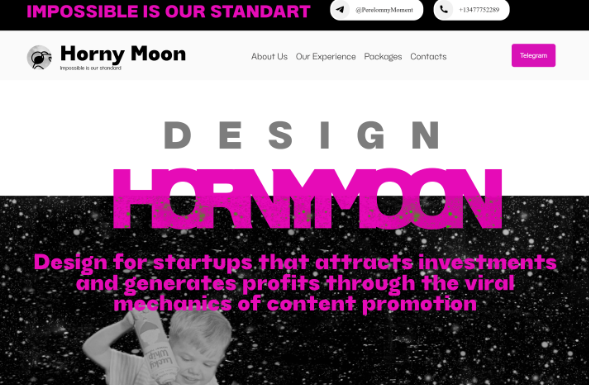 IMPOSSIBLE IS OUR STANDART
@PerelomnyMoment
+13477752289
Horny Moon
Impossible is our standard
About Us
Our Experience
Packages
Contacts
Telegram
DESIGN
HORNYMOON
Design for startups that attracts investments
and generates profits through the viral
mechanics of content promotion